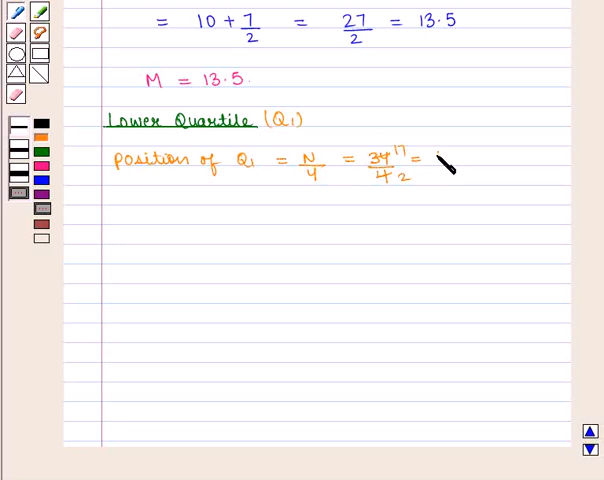 = 10 + 7/2 = 27/2 = 13.5
M = 13.5.
Lower Quartile (Q1)
Position of Q1 = N/4 = 34/4 17/2 =